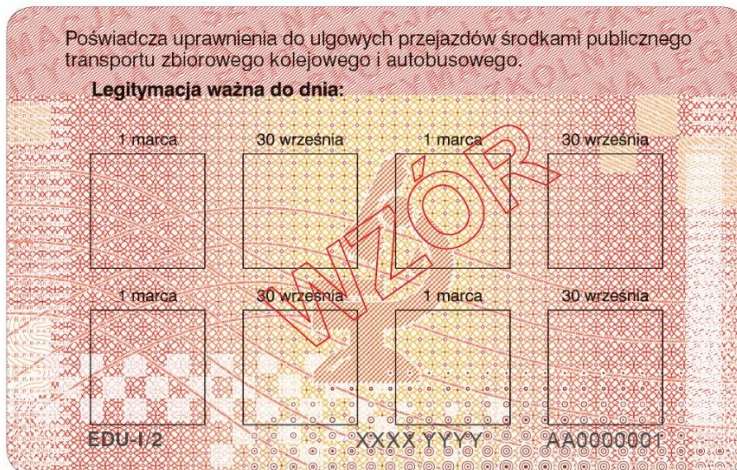 Poświadcza uprawnienia do ulgowych przejazdów środkami publicznego
transportu zbiorowego kolejowego i autobusowego.
Legitymacja ważna do dnia:
1 marca 30 września 1 marca 30 września
WZÓR
1 marca 30 września 1 marca 30 września
EDU-I/2 XXXX YYYY AA0000001